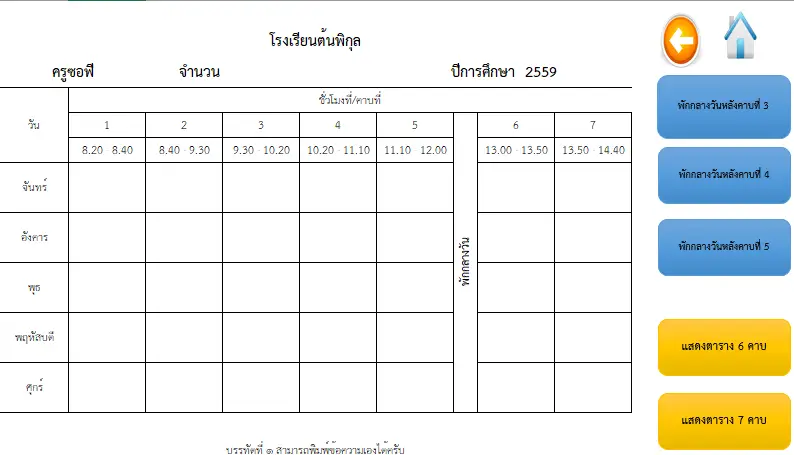 โรงเรียนต้นพิกุล
ครูซอฟี จำนวน ปีการศึกษา 2559
วัน ชั่วโมงที่/คาบที่
1 2 3 4 5 พักกลางวัน 6 7
8.20 - 8.40 8.40 - 9.30 9.30 - 10.20 10.20 - 11.10 11.10 - 12.00 13.00 - 13.50 13.50 - 14.40
จันทร์
อังคาร
พุธ
พฤหัสบดี
ศุกร์
บรรทัดที่ ๑ สามารถพิมพ์ข้อความเองได้ครับ
พักกลางวันหลังคาบที่ 3
พักกลางวันหลังคาบที่ 4
พักกลางวันหลังคาบที่ 5
แสดงตาราง 6 คาบ
แสดงตาราง 7 คาบ